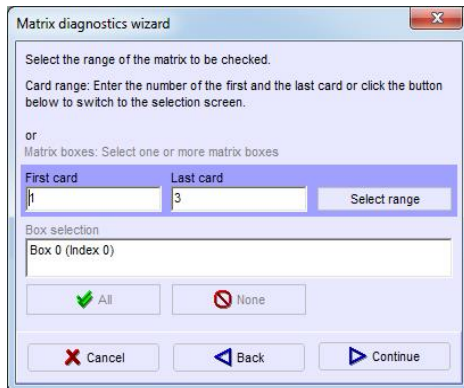 Matrix diagnostics wizard
Select the range of the matrix to be checked.
Card range: Enter the number of the first and the last card or click the button
below to switch to the selection screen.
or
Matrix boxes: Select one or more matrix boxes
First card Last card
1 3 Select range
Box selection
Box 0 (Index 0)
All None
Cancel Back Continue